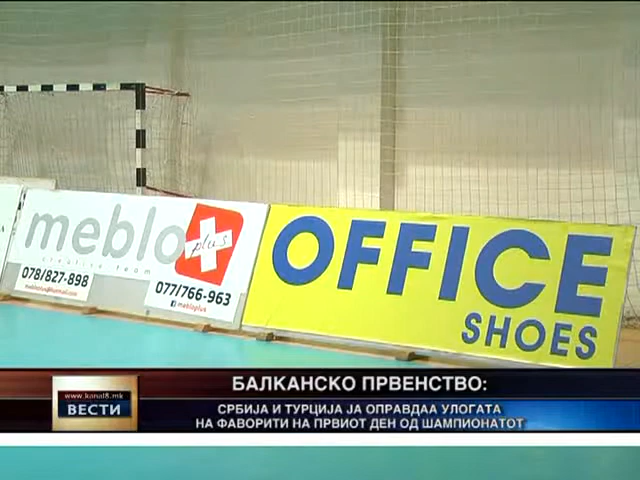 meblo plus
creative team
078/827-898
mebloplus@hotmail.com
077/766-963
mebloplus
OFFICE
SHOES
www.kanal8.mk
ВЕСТИ
БАЛКАНСКО ПРВЕНСТВО:
СРБИЈА И ТУРЦИЈА ЈА ОПРАВДАА УЛОГАТА
НА ФАВОРИТИ НА ПРВИОТ ДЕН ОД ШАМПИОНАТОТ